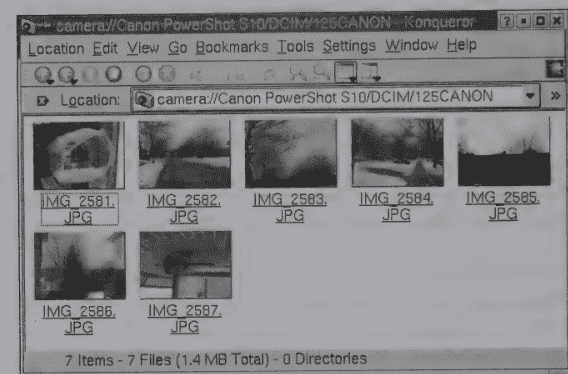 camera://Canon PowerShot S10/DCIM/125CANON - Konqueror
Location Edit View Go Bookmarks Tools Settings Window Help
Location: camera://Canon PowerShot S10/DCIM/125CANON
IMG_2581. IMG_2582. IMG_2583. IMG_2584. IMG_2585.
JPG JPG JPG JPG JPG
IMG_2586. IMG_2587.
JPG JPG
7 Items - 7 Files (1.4 MB Total) - 0 Directories